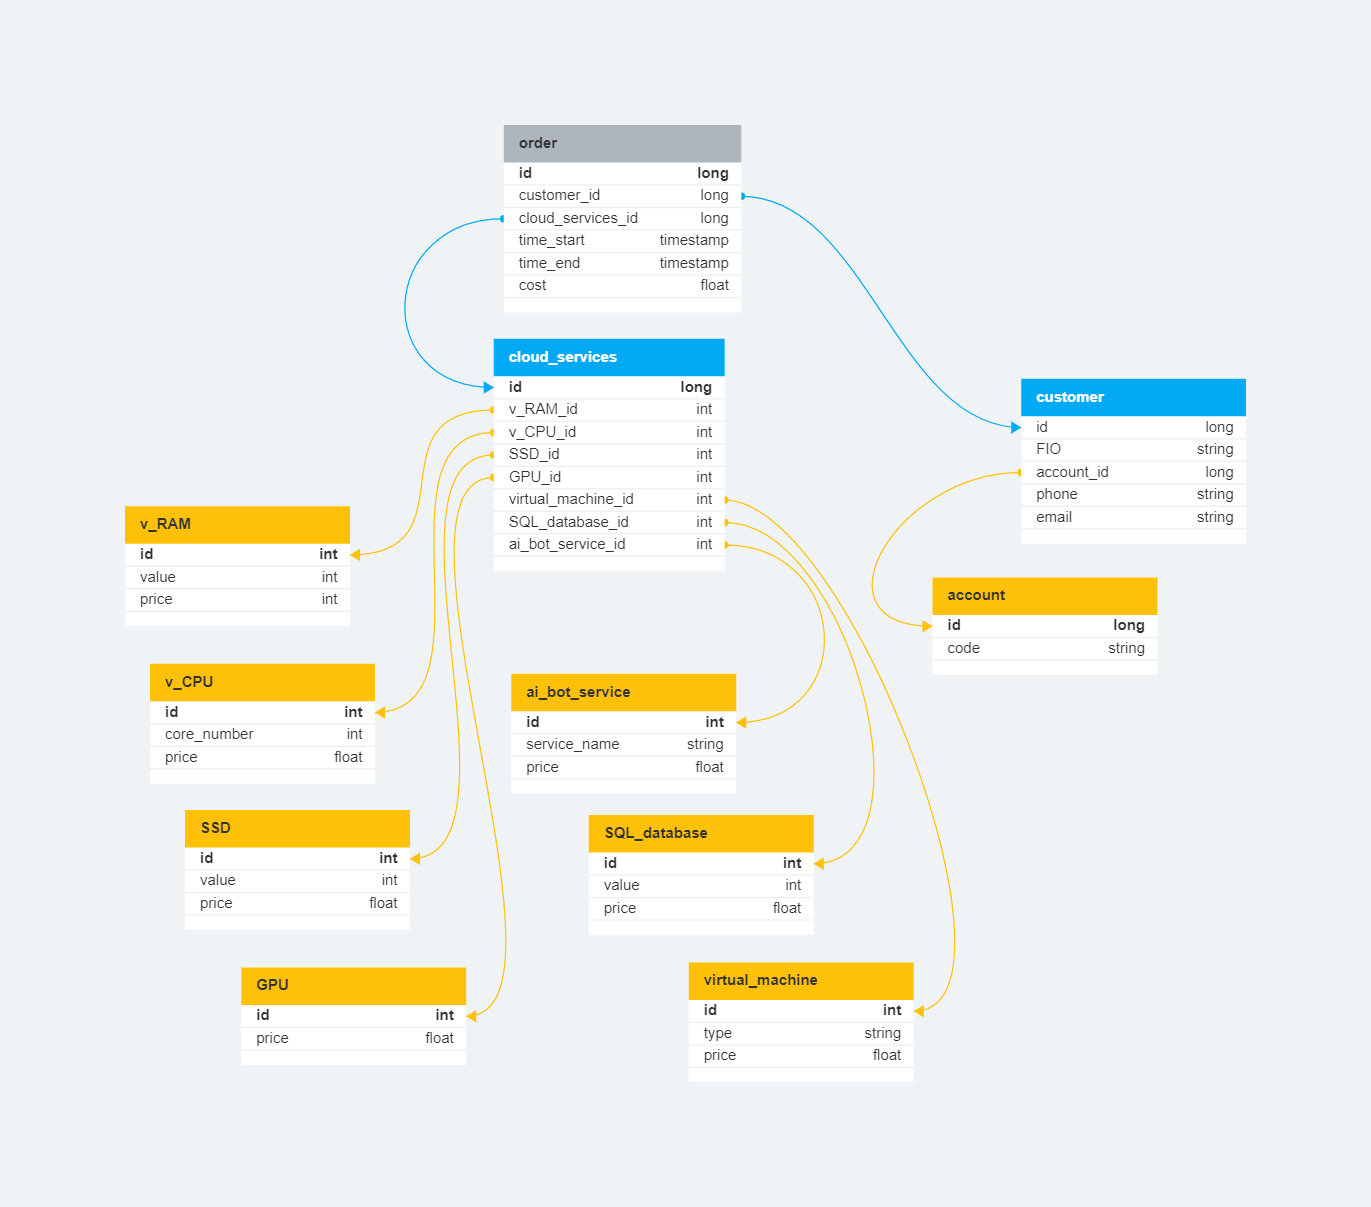 order
id long
customer_id long
cloud_services_id long
time_start timestamp
time_end timestamp
cost float
cloud_services
id long
v_RAM_id int
v_CPU_id int
SSD_id int
GPU_id int
virtual_machine_id int
SQL_database_id int
ai_bot_service_id int
customer
id long
FIO string
account_id long
phone string
email string
v_RAM
id int
value int
price int
account
id long
code string
v_CPU
id int
core_number int
price float
ai_bot_service
id int
service_name string
price float
SSD
id int
value int
price float
SQL_database
id int
value int
price float
GPU
id int
price float
virtual_machine
id int
type string
price float